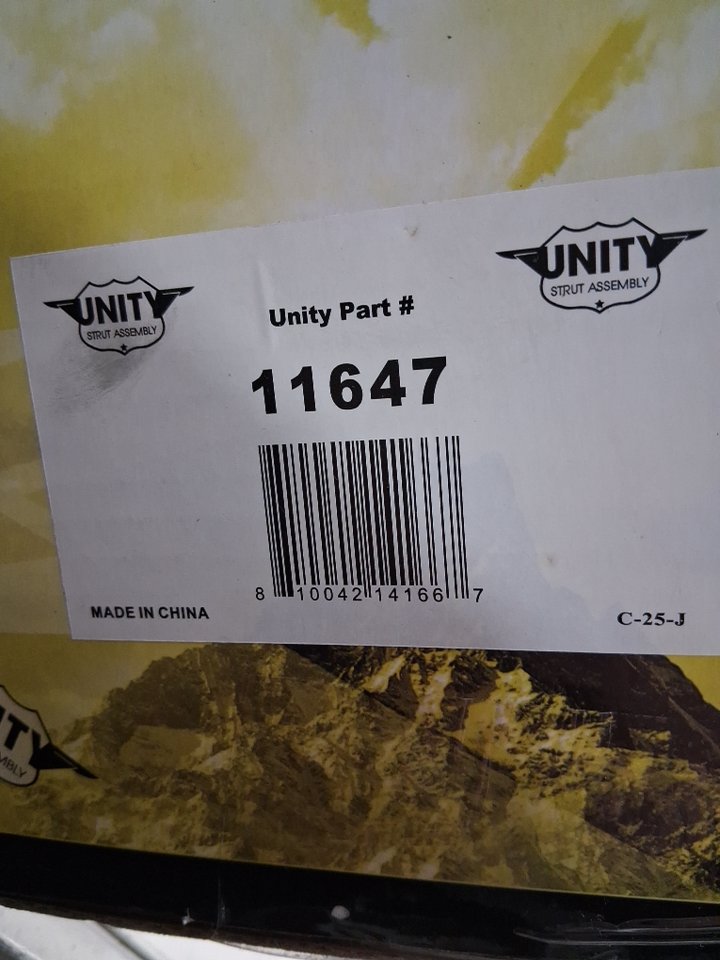 UNITY
STRUT ASSEMBLY
UNITY
STRUT ASSEMBLY
Unity Part #
11647
8 10042 14166 7
MADE IN CHINA
C-25-J